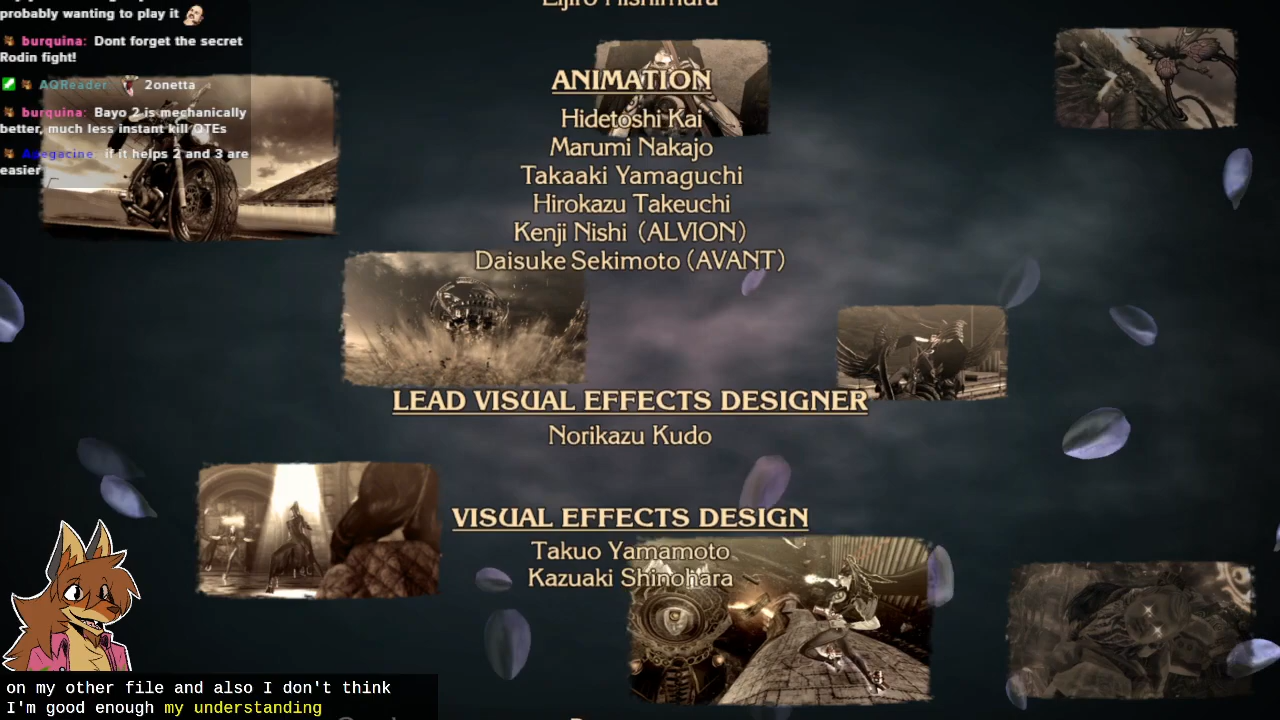 probably wanting to play it
burquina: Dont forget the secret
Rodin fight!
AQReader: 2onetta
burquina: Bayo 2 is mechanically
better, much less instant kill QTEs
if it helps 2 and 3 are
easier
ANIMATION
Hidetoshi Kai
Marumi Nakajo
Takaaki Yamaguchi
Hirokazu Takeuchi
Kenji Nishi (ALVION)
Daisuke Sekimoto (AVANT)
LEAD VISUAL EFFECTS DESIGNER
Norikazu Kudo
VISUAL EFFECTS DESIGN
Takuo Yamamoto
Kazuaki Shinohara
on my other file and also I don't think
I'm good enough my understanding